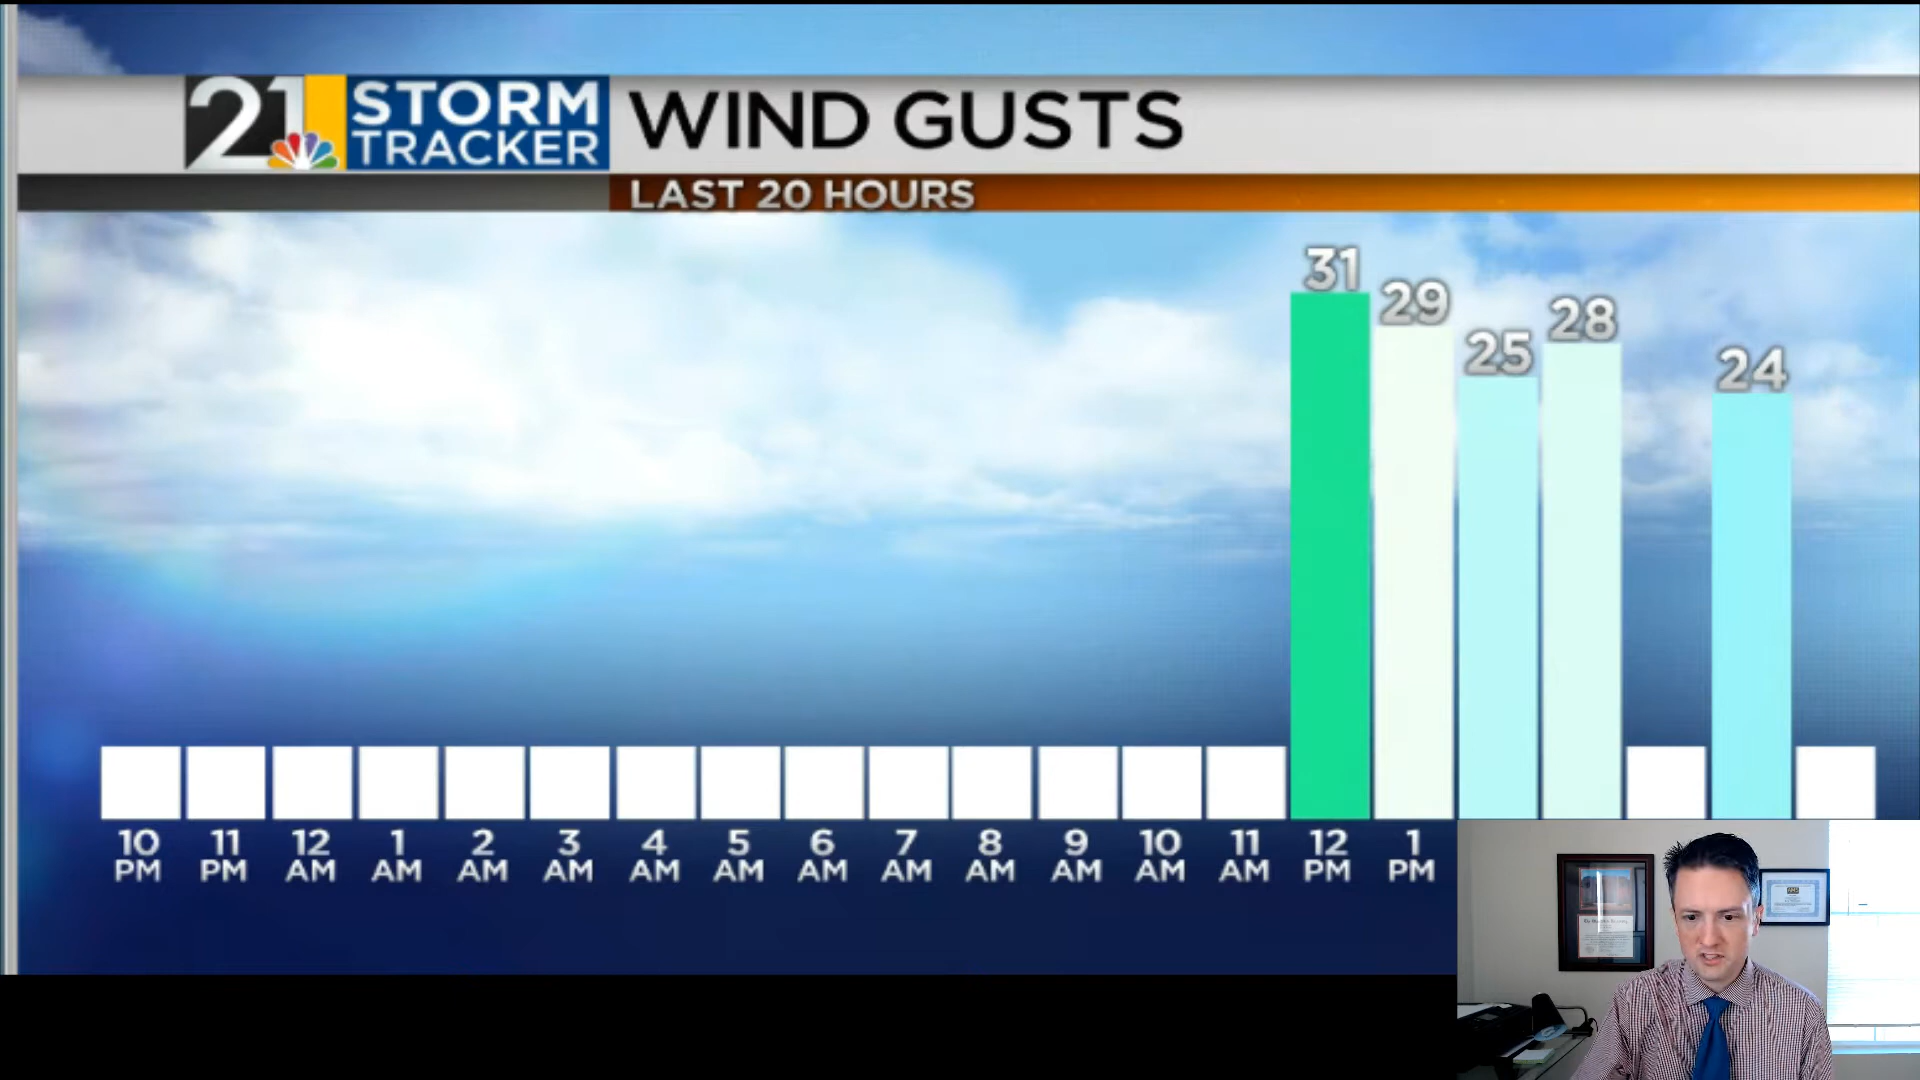 21
STORM
TRACKER
WIND GUSTS
LAST 20 HOURS
31
29
25
28
24
10
PM
11
PM
12
AM
1
AM
2
AM
3
AM
4
AM
5
AM
6
AM
7
AM
8
AM
9
AM
10
AM
11
AM
12
PM
1
PM